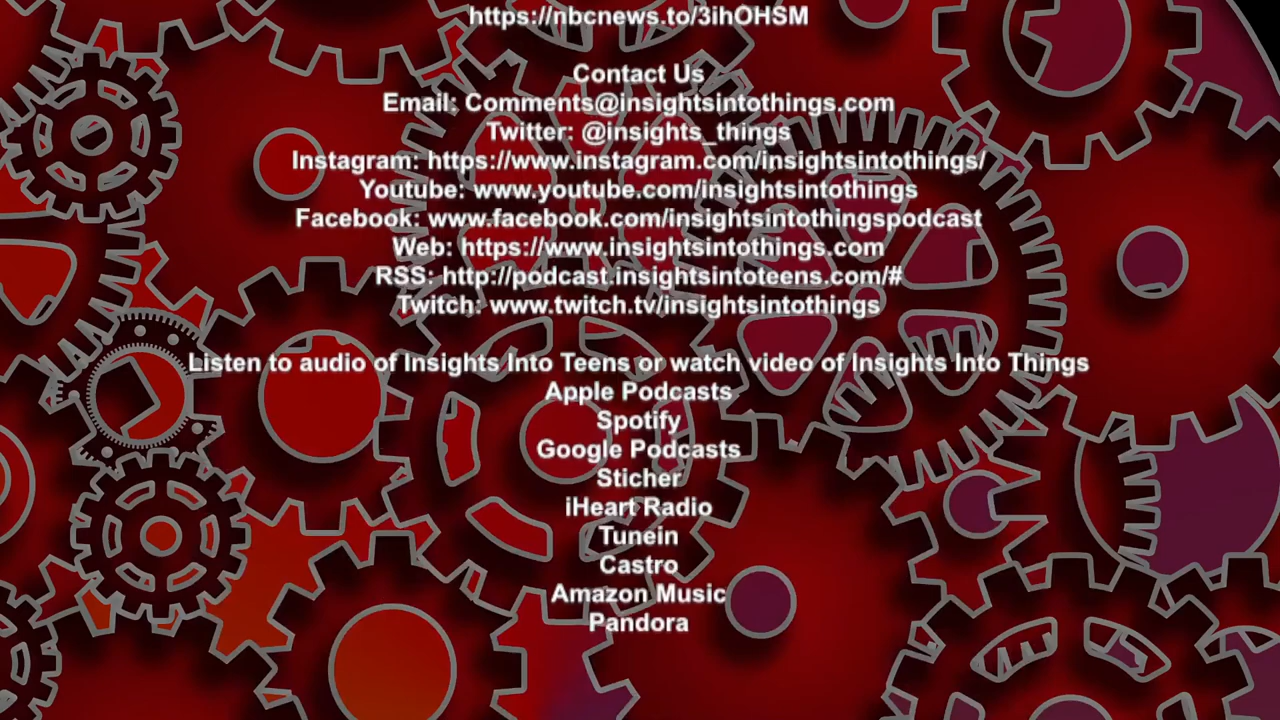 https://nbcnews.to/3ihOHSM
Contact Us
Email: Comments@insightsintothings.com
Twitter: @insights_things
Instagram: https://www.instagram.com/insightsintothings/
Youtube: www.youtube.com/insightsintothings
Facebook: www.facebook.com/insightsintothingspodcast
Web: https://www.insightsintothings.com
RSS: http://podcast.insightsintoteens.com/#
Twitch: www.twitch.tv/insightsintothings
Listen to audio of Insights Into Teens or watch video of Insights Into Things
Apple Podcasts
Spotify
Google Podcasts
Sticher
iHeart Radio
Tunein
Castro
Amazon Music
Pandora